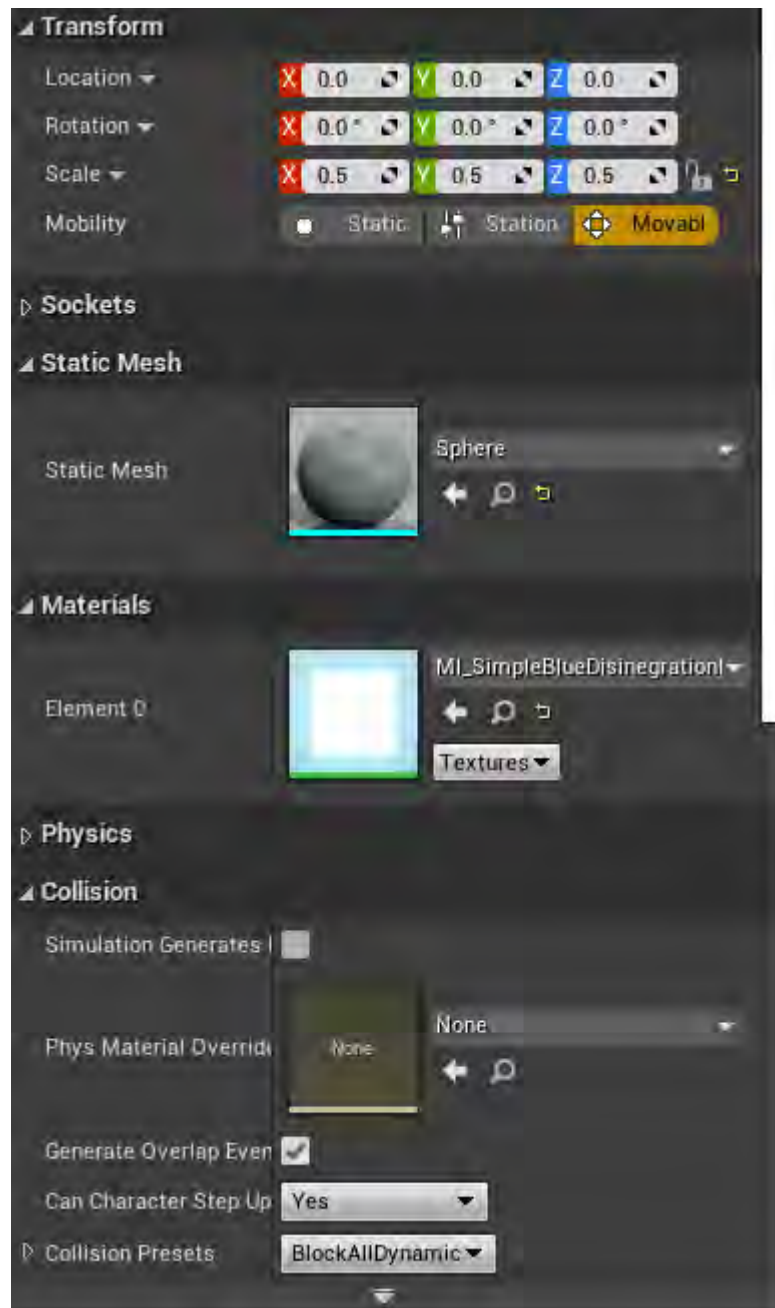 Transform
Location X 0.0 Y 0.0 Z 0.0
Rotation X 0.0° Y 0.0° Z 0.0°
Scale X 0.5 Y 0.5 Z 0.5
Mobility Static Station Movabl
Sockets
Static Mesh
Static Mesh Sphere
Materials
Element 0 MI_SimpleBlueDisinegrationI
Textures
Physics
Collision
Simulation Generates
Phys Material Overrid None None
Generate Overlap Even
Can Character Step Up Yes
Collision Presets BlockAllDynamic